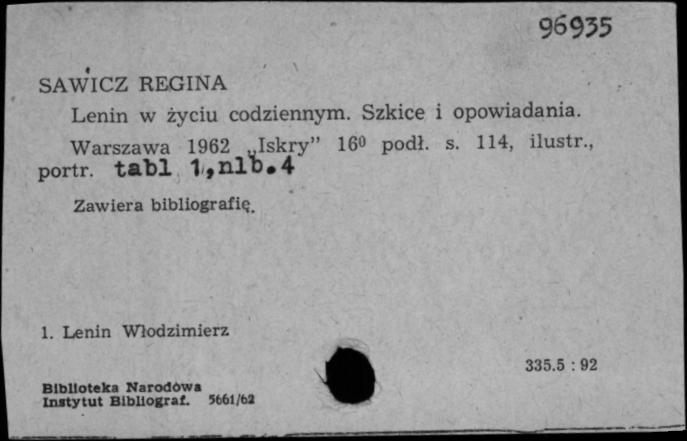 96935
SAWICZ REGINA
Lenin w życiu codziennym. Szkice i opowiadania.
Warszawa 1962 „Iskry” 16⁰ podł. s. 114, ilustr.,
portr. tabl 1, nlb. 4
Zawiera bibliografię.
1. Lenin Włodzimierz
335.5 : 92
Biblioteka Narodowa
Instytut Bibliograf. 5661/62